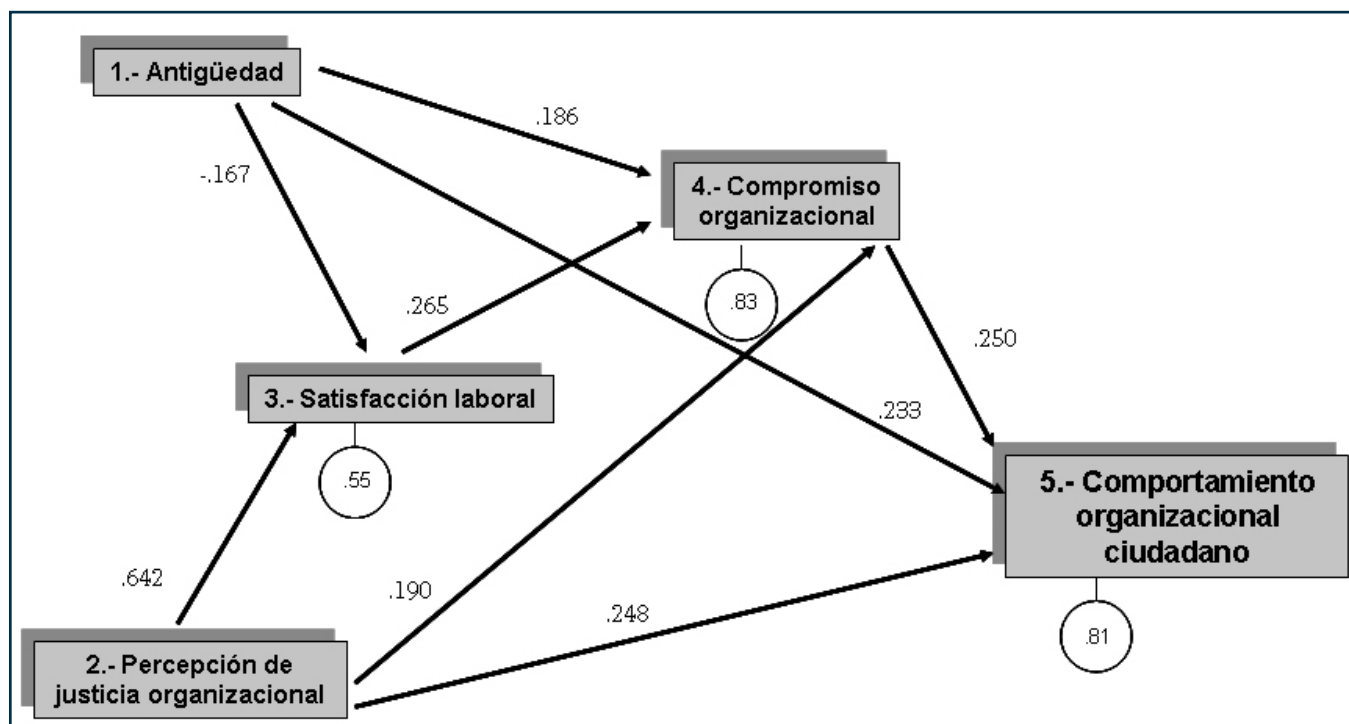 1.- Antigüedad
.186
-.167
4.- Compromiso
organizacional
.265
.83
.250
3.- Satisfacción laboral
.233
.55
5.- Comportamiento
organizacional
ciudadano
.642
.190
.248
.81
2.- Percepción de
justicia organizacional